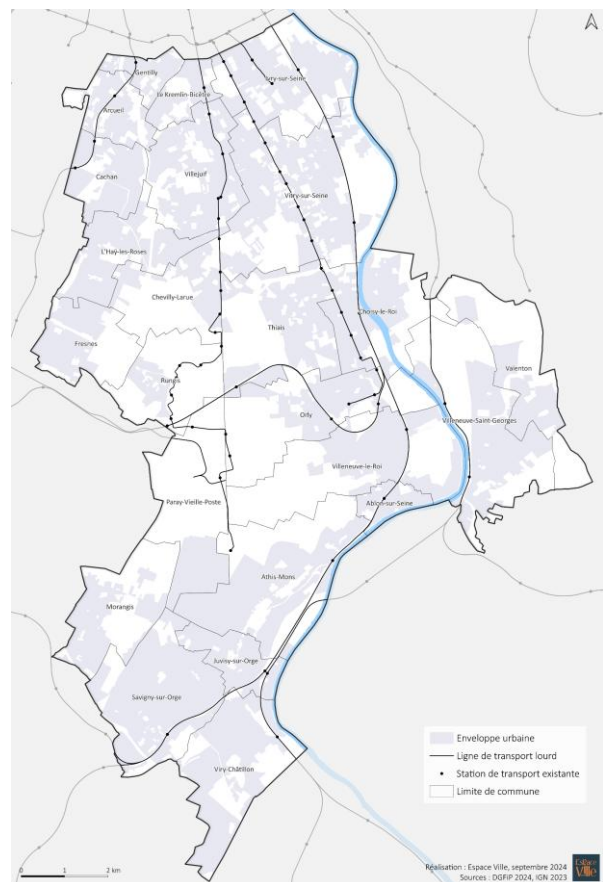 Gentilly
Ivry-sur-Seine
le Kremlin-Bicêtre
Arcueil
Cachan
Villejuif
Vitry-sur-Seine
L'Haÿ-les-Roses
Chevilly-Larue
Choisy-le-Roi
Thiais
Fresnes
Valenton
Rungis
Orly
Villeneuve-Saint-Georges
Villeneuve-le-Roi
Paray-Vieille-Poste
Ablon-sur-Seine
Athis-Mons
Morangis
Juvisy-sur-Orge
Savigny-sur-Orge
Viry-Châtillon
Enveloppe urbaine
Ligne de transport lourd
Station de transport existante
Limite de commune
0 1 2 km
Réalisation : Espace Ville, septembre 2024
Sources : DGFIP 2024, IGN 2023
Espace
Ville